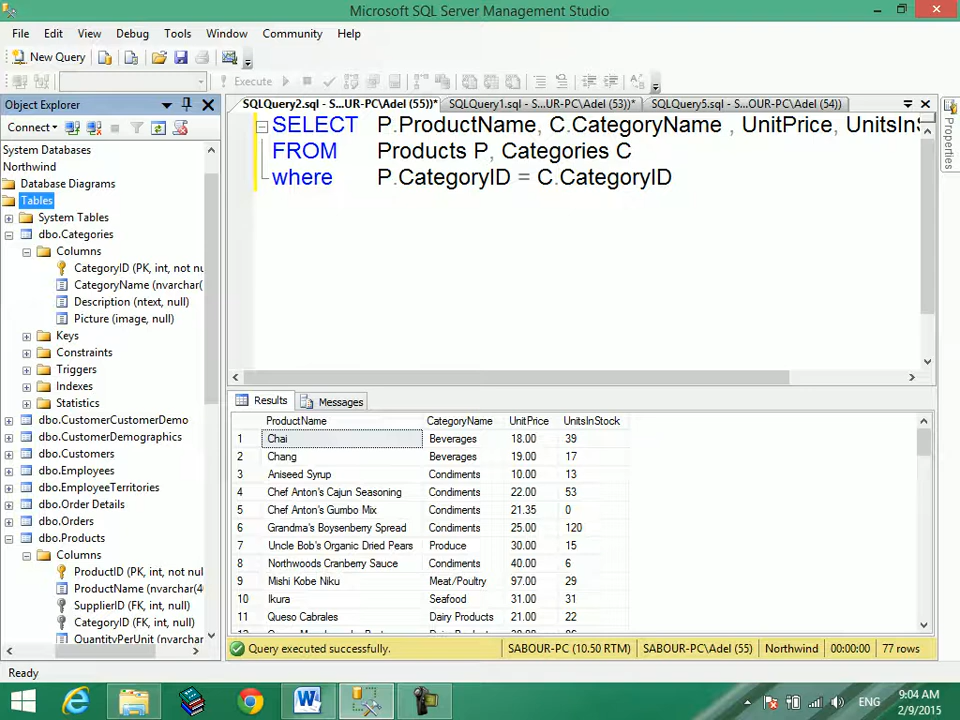 Microsoft SQL Server Management Studio
File Edit View Debug Tools Window Community Help
New Query
Execute
Object Explorer
Connect
System Databases
Northwind
Database Diagrams
Tables
System Tables
dbo.Categories
Columns
CategoryID (PK, int, not nu
CategoryName (nvarchar(
Description (ntext, null)
Picture (image, null)
Keys
Constraints
Triggers
Indexes
Statistics
dbo.CustomerCustomerDemo
dbo.CustomerDemographics
dbo.Customers
dbo.Employees
dbo.EmployeeTerritories
dbo.Order Details
dbo.Orders
dbo.Products
Columns
ProductID (PK, int, not nul
ProductName (nvarchar(4
SupplierID (FK, int, null)
CategoryID (FK, int, null)
QuantityPerUnit (nvarchar
SQLQuery2.sql - S...UR-PC\Adel (55))* SQLQuery1.sql - S...UR-PC\Adel (53))* SQLQuery5.sql - S...OUR-PC\Adel (54))
SELECT P.ProductName, C.CategoryName , UnitPrice, UnitsInS
FROM Products P, Categories C
where P.CategoryID = C.CategoryID
Properties
Results Messages
ProductName CategoryName UnitPrice UnitsInStock
1 Chai Beverages 18.00 39
2 Chang Beverages 19.00 17
3 Aniseed Syrup Condiments 10.00 13
4 Chef Anton's Cajun Seasoning Condiments 22.00 53
5 Chef Anton's Gumbo Mix Condiments 21.35 0
6 Grandma's Boysenberry Spread Condiments 25.00 120
7 Uncle Bob's Organic Dried Pears Produce 30.00 15
8 Northwoods Cranberry Sauce Condiments 40.00 6
9 Mishi Kobe Niku Meat/Poultry 97.00 29
10 Ikura Seafood 31.00 31
11 Queso Cabrales Dairy Products 21.00 22
Query executed successfully. SABOUR-PC (10.50 RTM) SABOUR-PC\Adel (55) Northwind 00:00:00 77 rows
Ready
ENG
9:04 AM
2/9/2015